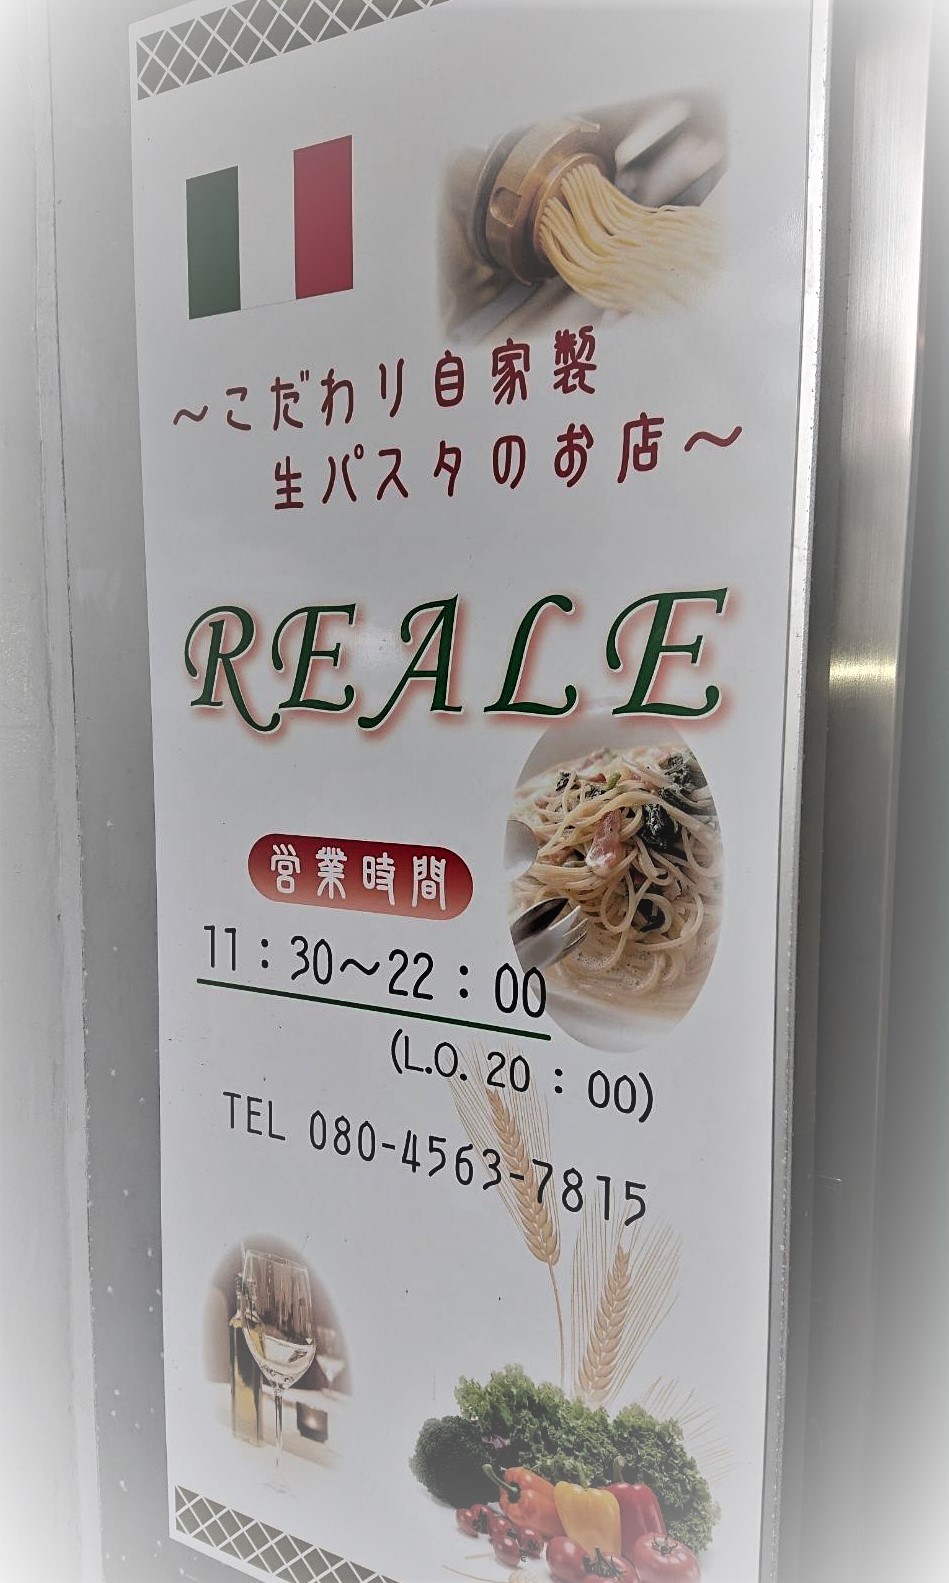 ～こだわり自家製
生パスタのお店～
REALE
営業時間
11：30～22：00
(L.O. 20：00)
TEL 080-4563-7815